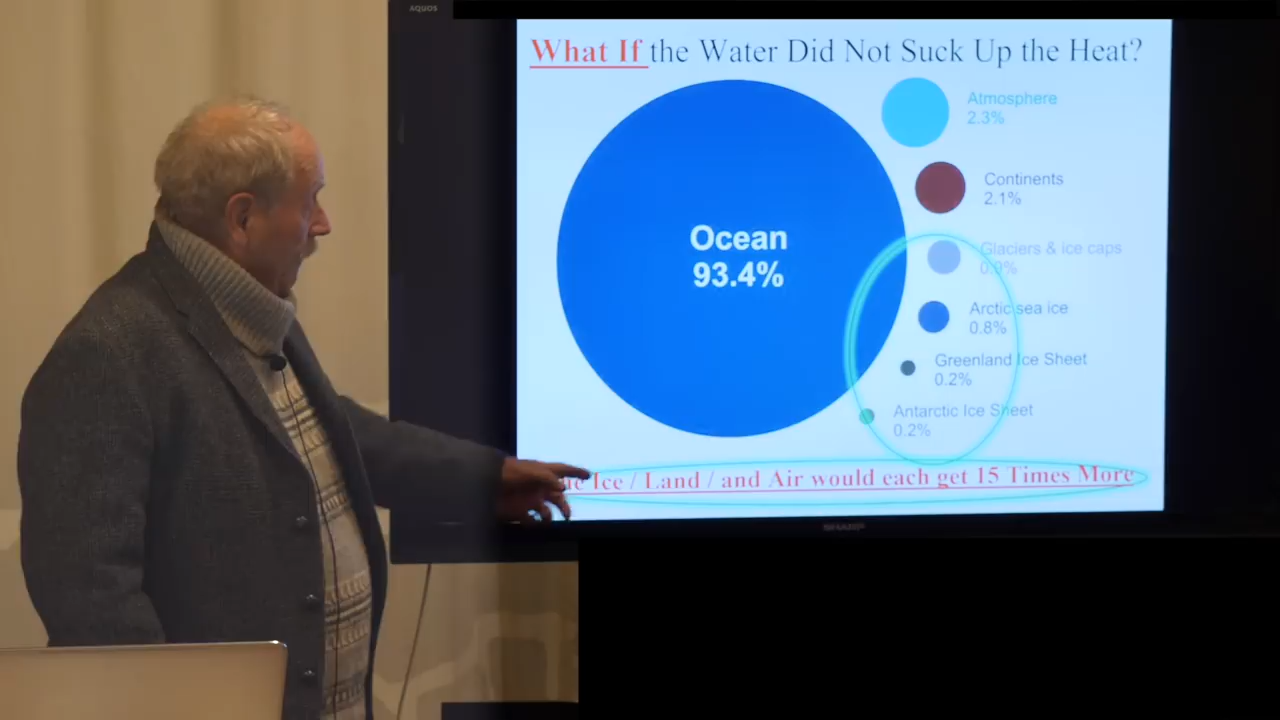 AQUOS
What If the Water Did Not Suck Up the Heat?
Atmosphere
2.3%
Continents
2.1%
Ocean
93.4%
Glaciers & ice caps
0.9%
Arctic sea ice
0.8%
Greenland Ice Sheet
0.2%
Antarctic Ice Sheet
0.2%
Ice / Land / and Air would each get 15 Times More
SHARP